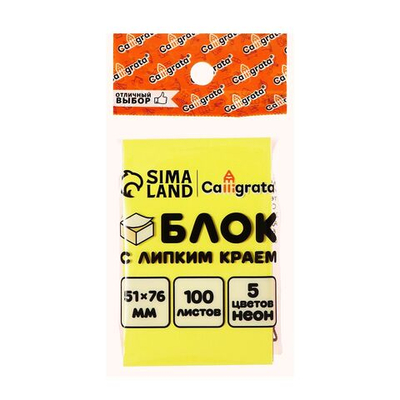 Calligrata®
ОТЛИЧНЫЙ
ВЫБОР
SIMA
LAND
Calligrata®
БЛОК
С ЛИПКИМ КРАЕМ
51×76
ММ
100
ЛИСТОВ
5
ЦВЕТОВ
НЕОН